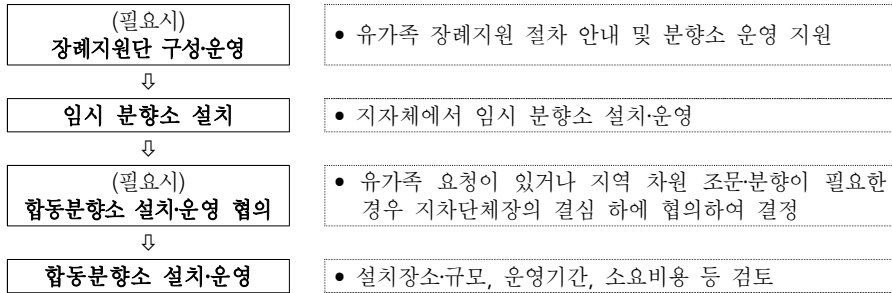 (필요시)
장례지원단 구성·운영
• 유가족 장례지원 절차 안내 및 분향소 운영 지원
⇩
임시 분향소 설치
• 지자체에서 임시 분향소 설치·운영
⇩
(필요시)
합동분향소 설치·운영 협의
• 유가족 요청이 있거나 지역 차원 조문·분향이 필요한
경우 지차단체장의 결심 하에 협의하여 결정
⇩
합동분향소 설치·운영
• 설치장소·규모, 운영기간, 소요비용 등 검토